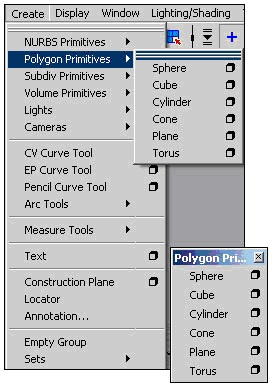 Create Display Window Lighting/Shading
NURBS Primitives
Polygon Primitives
Subdiv Primitives
Volume Primitives
Lights
Cameras
CV Curve Tool
EP Curve Tool
Pencil Curve Tool
Arc Tools
Measure Tools
Text
Construction Plane
Locator
Annotation...
Empty Group
Sets
Sphere
Cube
Cylinder
Cone
Plane
Torus
Polygon Pri...
Sphere
Cube
Cylinder
Cone
Plane
Torus